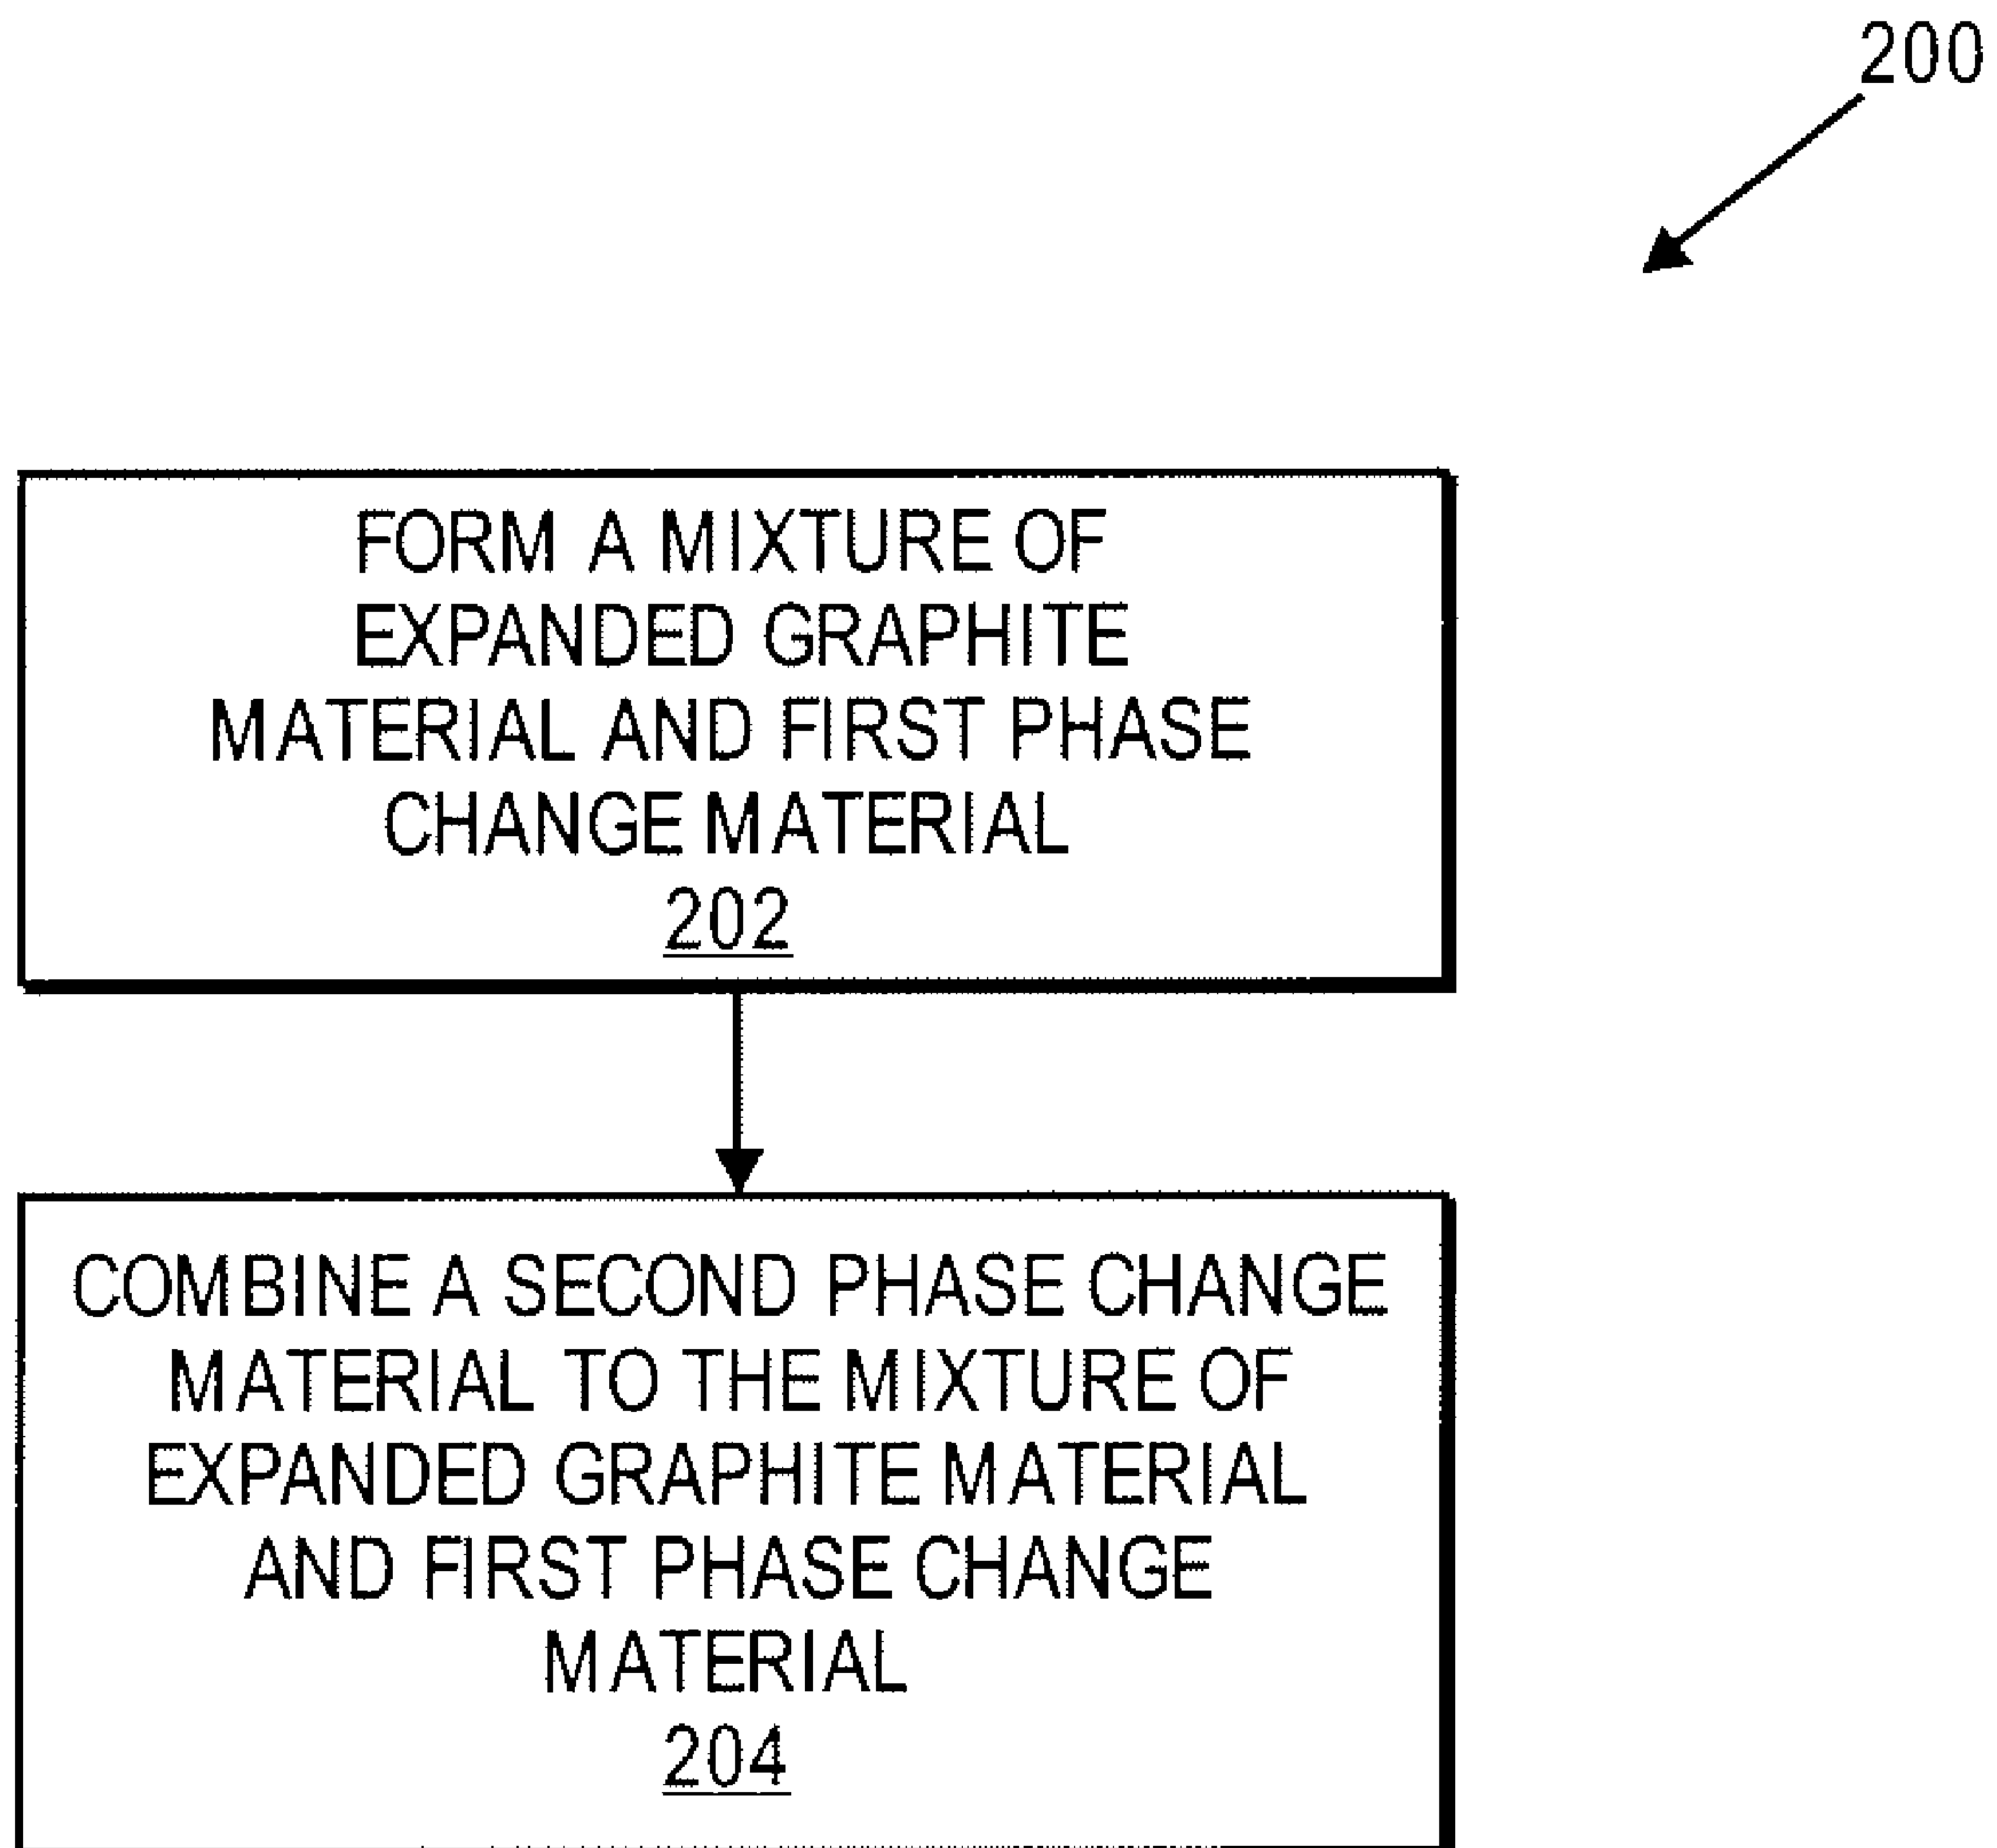 200
FORM A MIXTURE OF
EXPANDED GRAPHITE
MATERIAL AND FIRST PHASE
CHANGE MATERIAL
202
COMBINE A SECOND PHASE CHANGE
MATERIAL TO THE MIXTURE OF
EXPANDED GRAPHITE MATERIAL
AND FIRST PHASE CHANGE
MATERIAL
204